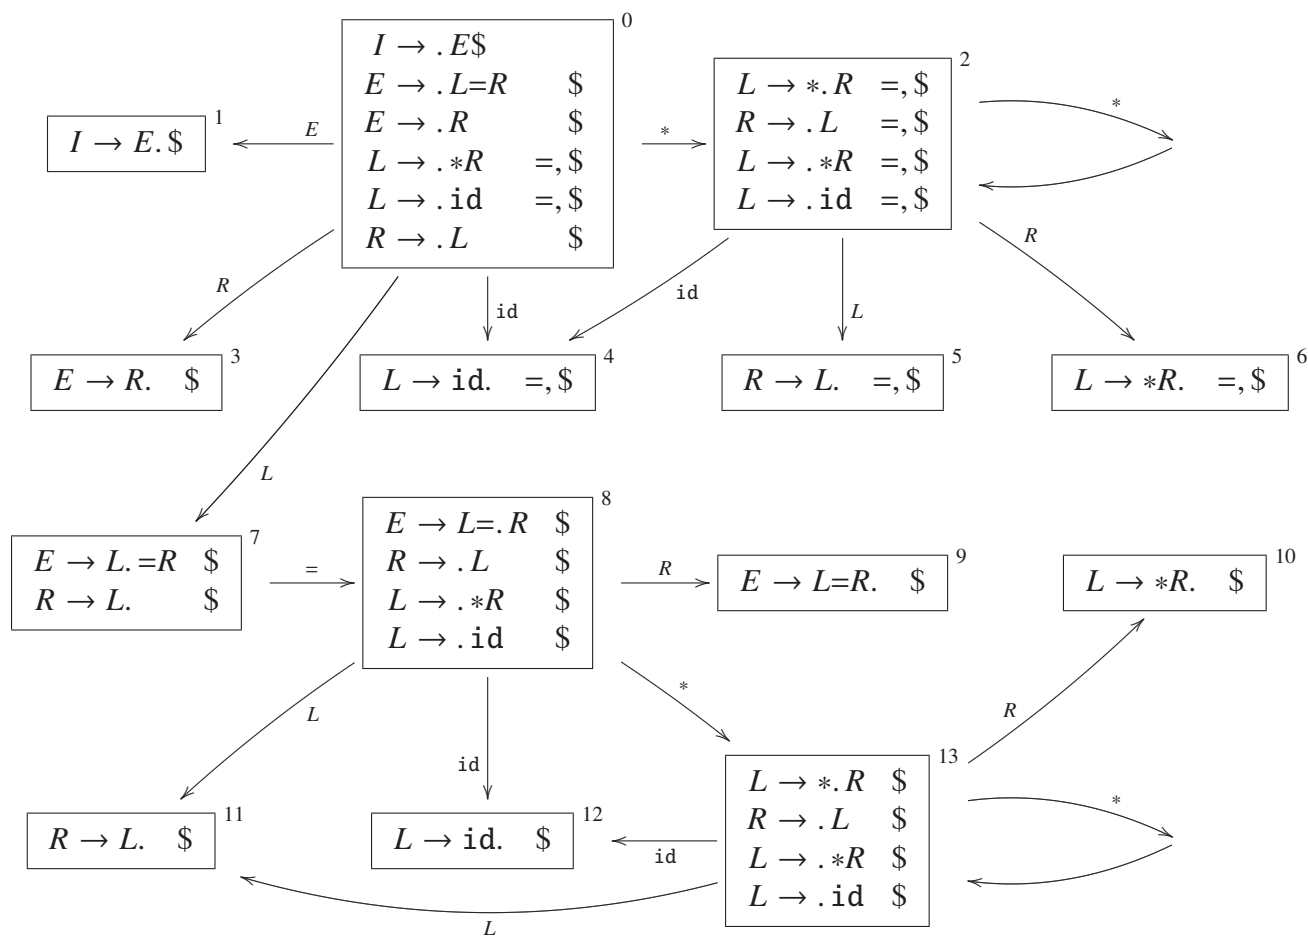 0
I → . E$
E → . L=R $
E → . R $
L → . *R =, $
L → . id =, $
R → . L $
E
1
I → E. $
*
2
L → *. R =, $
R → . L =, $
L → . *R =, $
L → . id =, $
*
R
L
id
id
L
R
3
E → R. $
4
L → id. =, $
5
R → L. =, $
6
L → *R. =, $
7
E → L. =R $
R → L. $
=
8
E → L=. R $
R → . L $
L → . *R $
L → . id $
R
9
E → L=R. $
10
L → *R. $
L
id
*
R
11
R → L. $
12
L → id. $
id
13
L → *. R $
R → . L $
L → . *R $
L → . id $
*
L